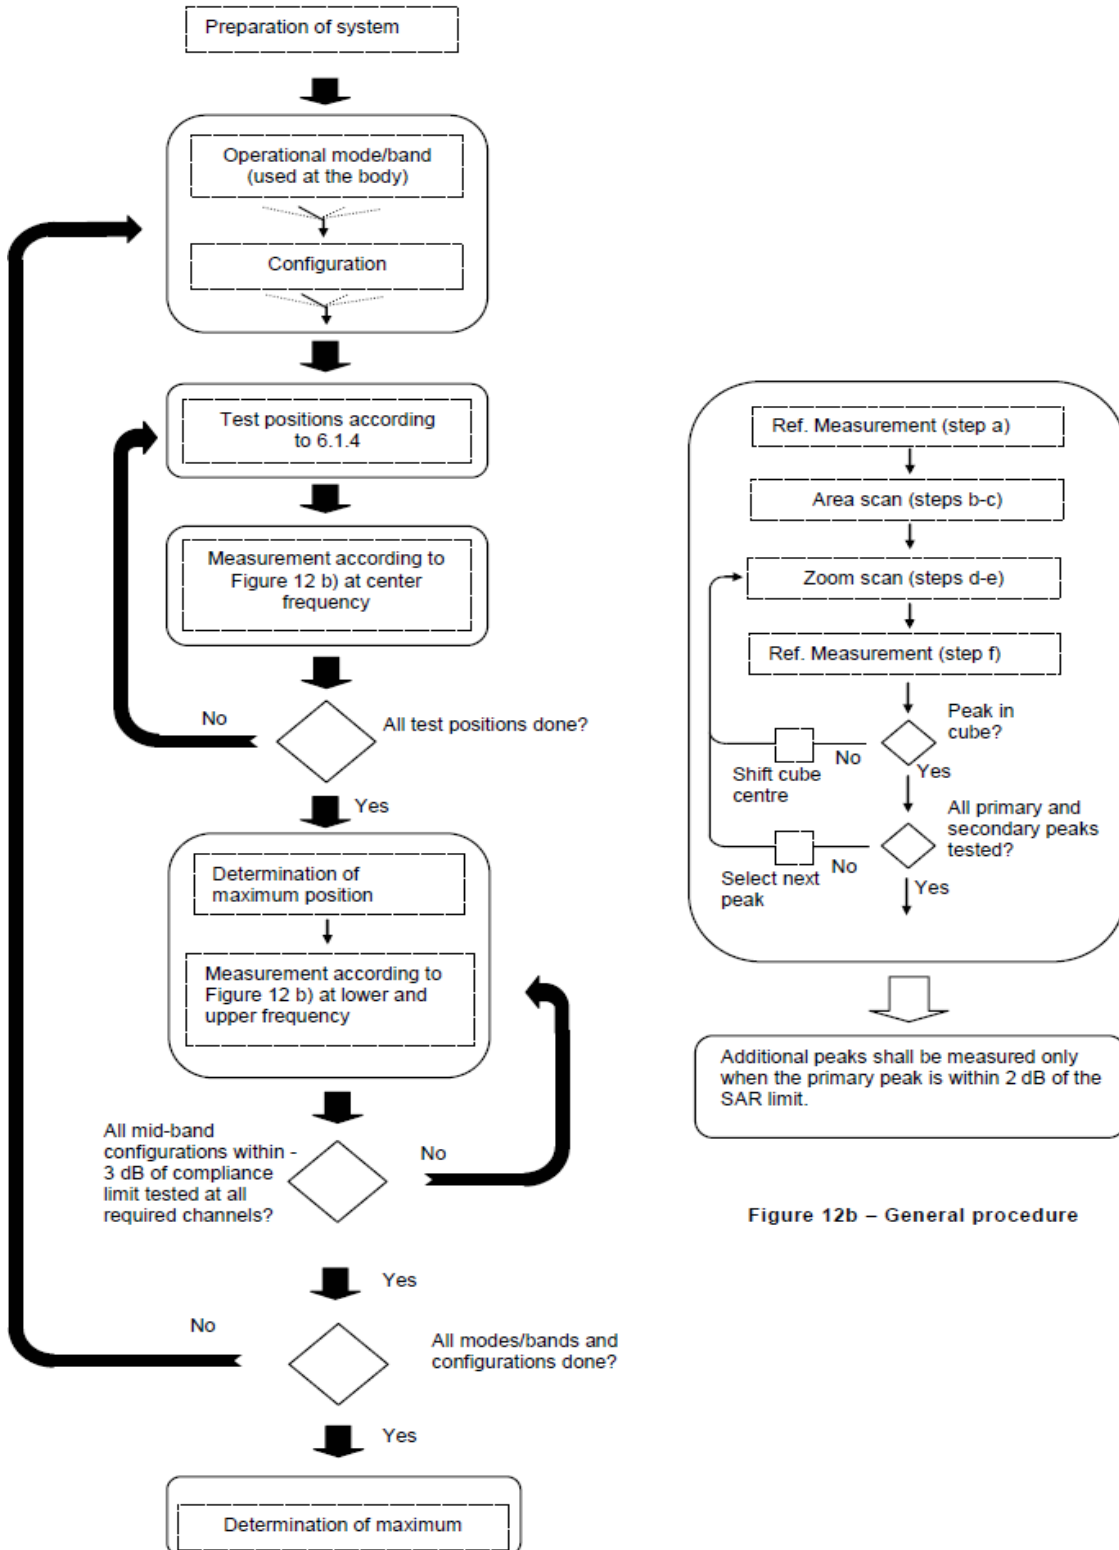 Preparation of system
Operational mode/band
(used at the body)
Configuration
Test positions according
to 6.1.4
Measurement according to
Figure 12 b) at center
frequency
No
All test positions done?
Yes
Determination of
maximum position
Measurement according to
Figure 12 b) at lower and
upper frequency
All mid-band
configurations within -
3 dB of compliance
limit tested at all
required channels?
No
Yes
No
All modes/bands and
configurations done?
Yes
Determination of maximum
Ref. Measurement (step a)
Area scan (steps b-c)
Zoom scan (steps d-e)
Ref. Measurement (step f)
Peak in
cube?
No
Shift cube
centre
Yes
All primary and
secondary peaks
tested?
No
Select next
peak
Yes
Additional peaks shall be measured only
when the primary peak is within 2 dB of the
SAR limit.
Figure 12b – General procedure